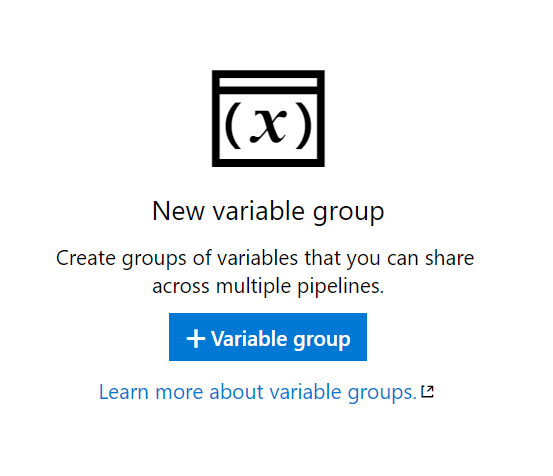 (x)
New variable group
Create groups of variables that you can share
across multiple pipelines.
+ Variable group
Learn more about variable groups.